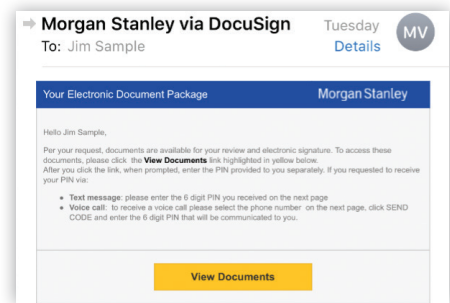 Morgan Stanley via DocuSign
Tuesday
MV
To: Jim Sample
Details
Your Electronic Document Package
Morgan Stanley
Hello Jim Sample,
Per your request, documents are available for your review and electronic signature. To access these
documents, please click the View Documents link highlighted in yellow below.
After you click the link, when prompted, enter the PIN provided to you separately. If you requested to receive
your PIN via:
• Text message: please enter the 6 digit PIN you received on the next page
• Voice call: to receive a voice call please select the phone number on the next page, click SEND
CODE and enter the 6 digit PIN that will be communicated to you.
View Documents